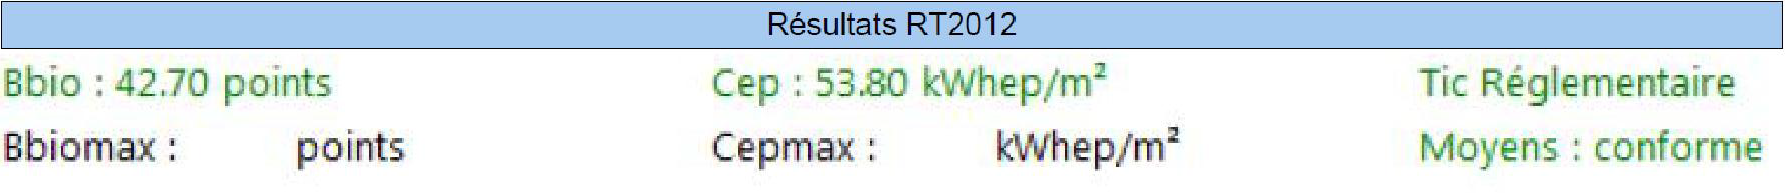 Résultats RT2012
Bbio : 42.70 points Cep : 53.80 kWhep/m² Tic Réglementaire
Bbiomax : points Cepmax : kWhep/m² Moyens : conforme